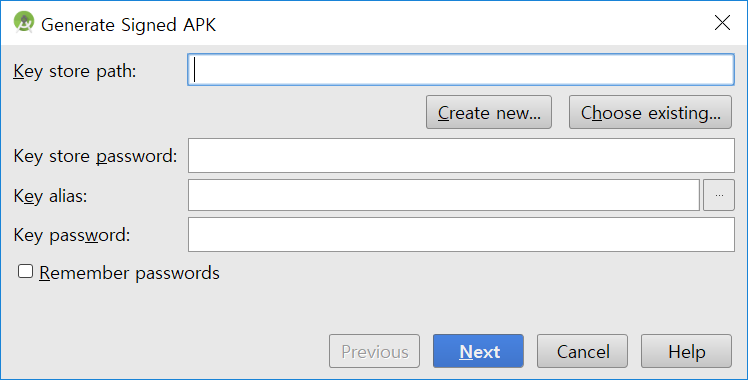 Generate Signed APK
Key store path:
Create new... Choose existing...
Key store password:
Key alias: ...
Key password:
Remember passwords
Previous Next Cancel Help